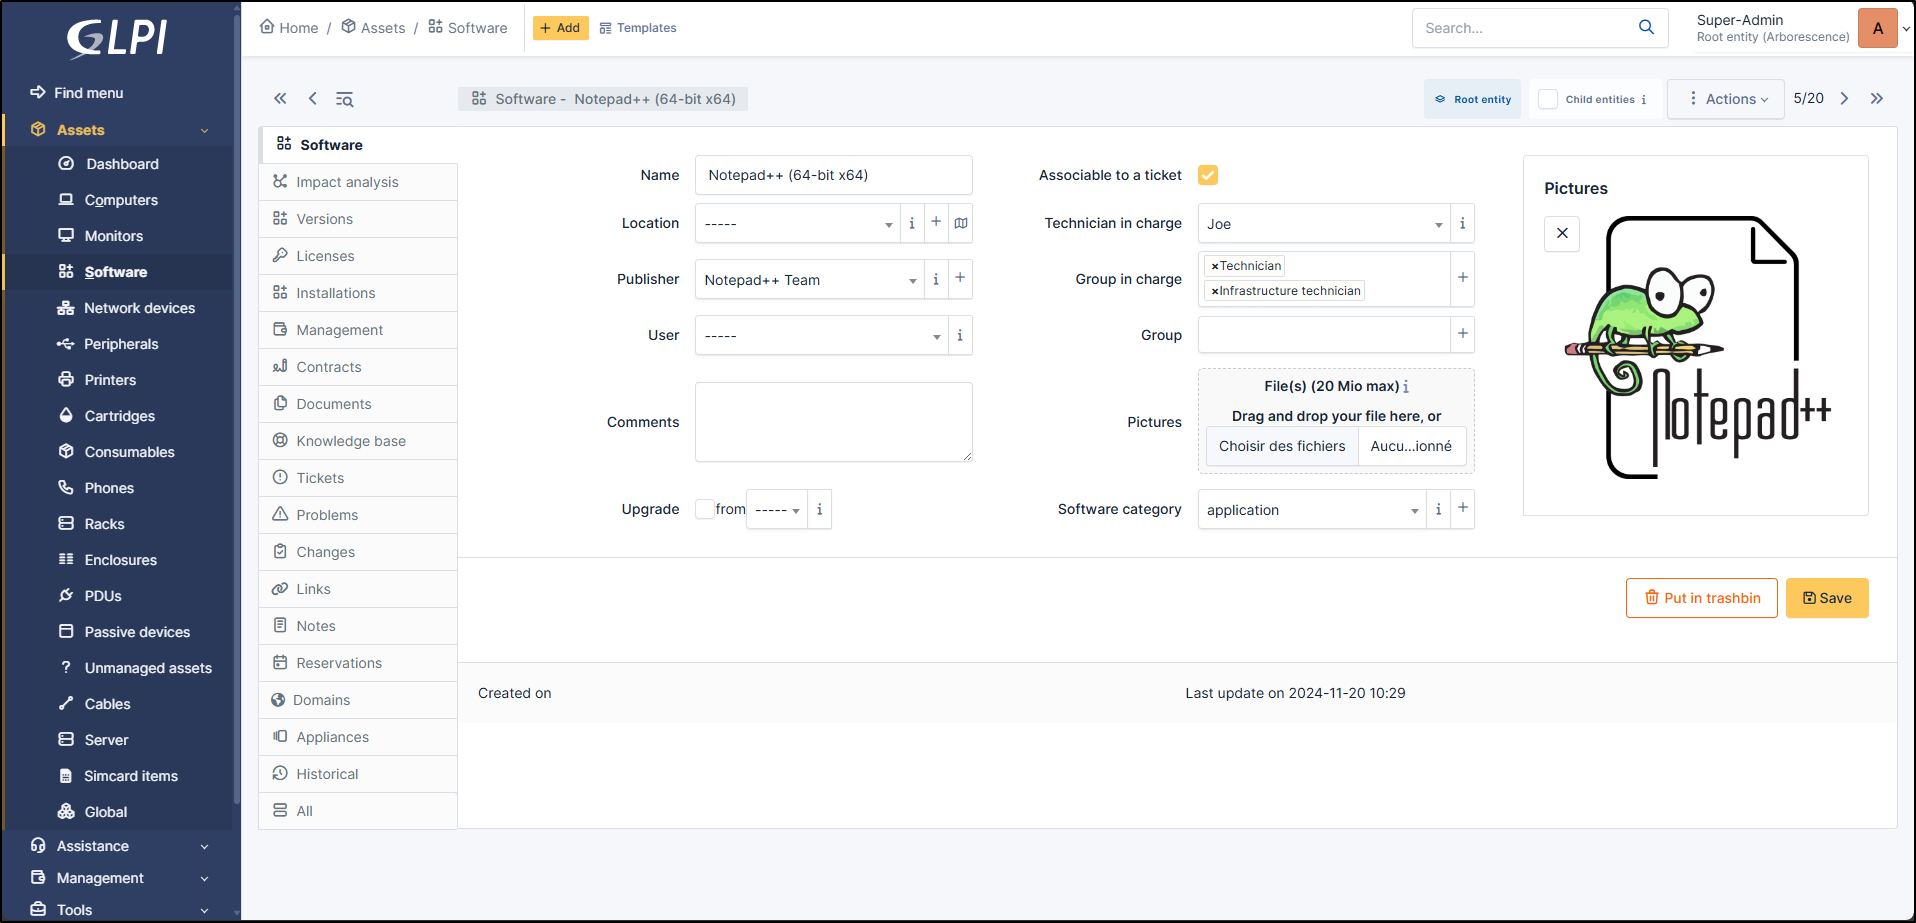 GLPI
Home / Assets / Software
Add
Templates
Search...
Super-Admin
Root entity (Arborescence)
A
Find menu
Assets
Dashboard
Computers
Monitors
Software
Network devices
Peripherals
Printers
Cartridges
Consumables
Phones
Racks
Enclosures
PDUs
Passive devices
Unmanaged assets
Cables
Server
Simcard items
Global
Assistance
Management
Tools
Software - Notepad++ (64-bit x64)
Root entity
Child entities i
Actions
5/20
Software
Impact analysis
Versions
Licenses
Installations
Management
Contracts
Documents
Knowledge base
Tickets
Problems
Changes
Links
Notes
Reservations
Domains
Appliances
Historical
All
Name
Notepad++ (64-bit x64)
Location
-----
Publisher
Notepad++ Team
User
-----
Comments
Upgrade
from
-----
Associable to a ticket
Technician in charge
Joe
Group in charge
×Technician
×Infrastructure technician
Group
Pictures
File(s) (20 Mio max) i
Drag and drop your file here, or
Choisir des fichiers
Aucu...ionné
Software category
application
Pictures
Notepad++
Put in trashbin
Save
Created on
Last update on 2024-11-20 10:29